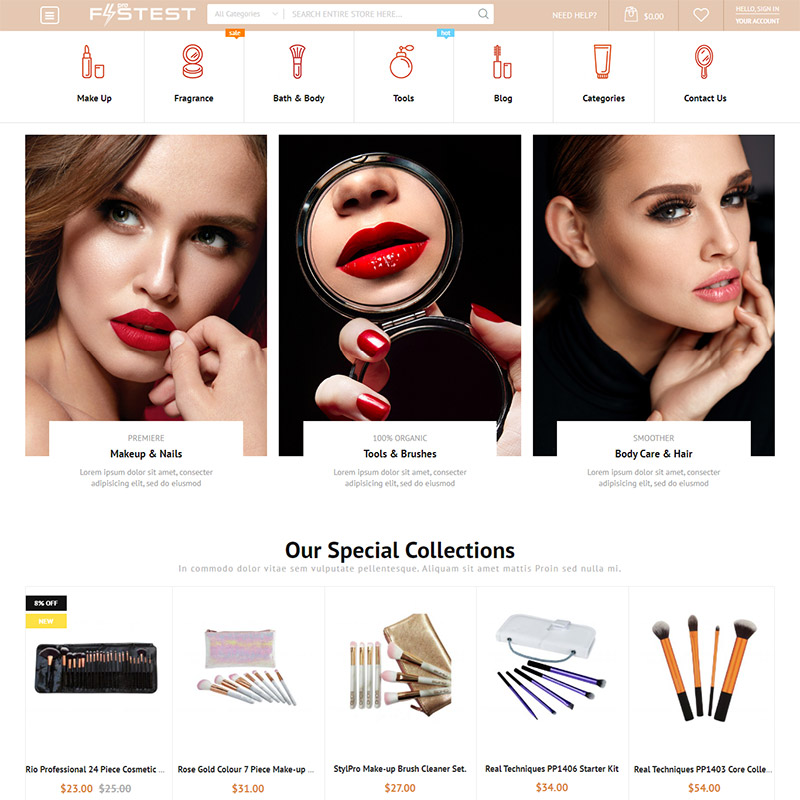 pro
FASTEST
All Categories
SEARCH ENTIRE STORE HERE...
NEED HELP?
$0.00
HELLO, SIGN IN
YOUR ACCOUNT
sale
hot
Make Up
Fragrance
Bath & Body
Tools
Blog
Categories
Contact Us
PREMIERE
Makeup & Nails
Lorem ipsum dolor sit amet, consecter
adipisicing elit, sed do eiusmod
100% ORGANIC
Tools & Brushes
Lorem ipsum dolor sit amet, consecter
adipisicing elit, sed do eiusmod
SMOOTHER
Body Care & Hair
Lorem ipsum dolor sit amet, consecter
adipisicing elit, sed do eiusmod
Our Special Collections
In commodo dolor vitae sem vulputate pellentesque. Aliquam sit amet mattis Proin sed nulla mi.
8% OFF
NEW
Rio Professional 24 Piece Cosmetic ...
$23.00 $25.00
Rose Gold Colour 7 Piece Make-up ...
$31.00
StylPro Make-up Brush Cleaner Set.
$27.00
Real Techniques PP1406 Starter Kit
$34.00
Real Techniques PP1403 Core Colle...
$54.00